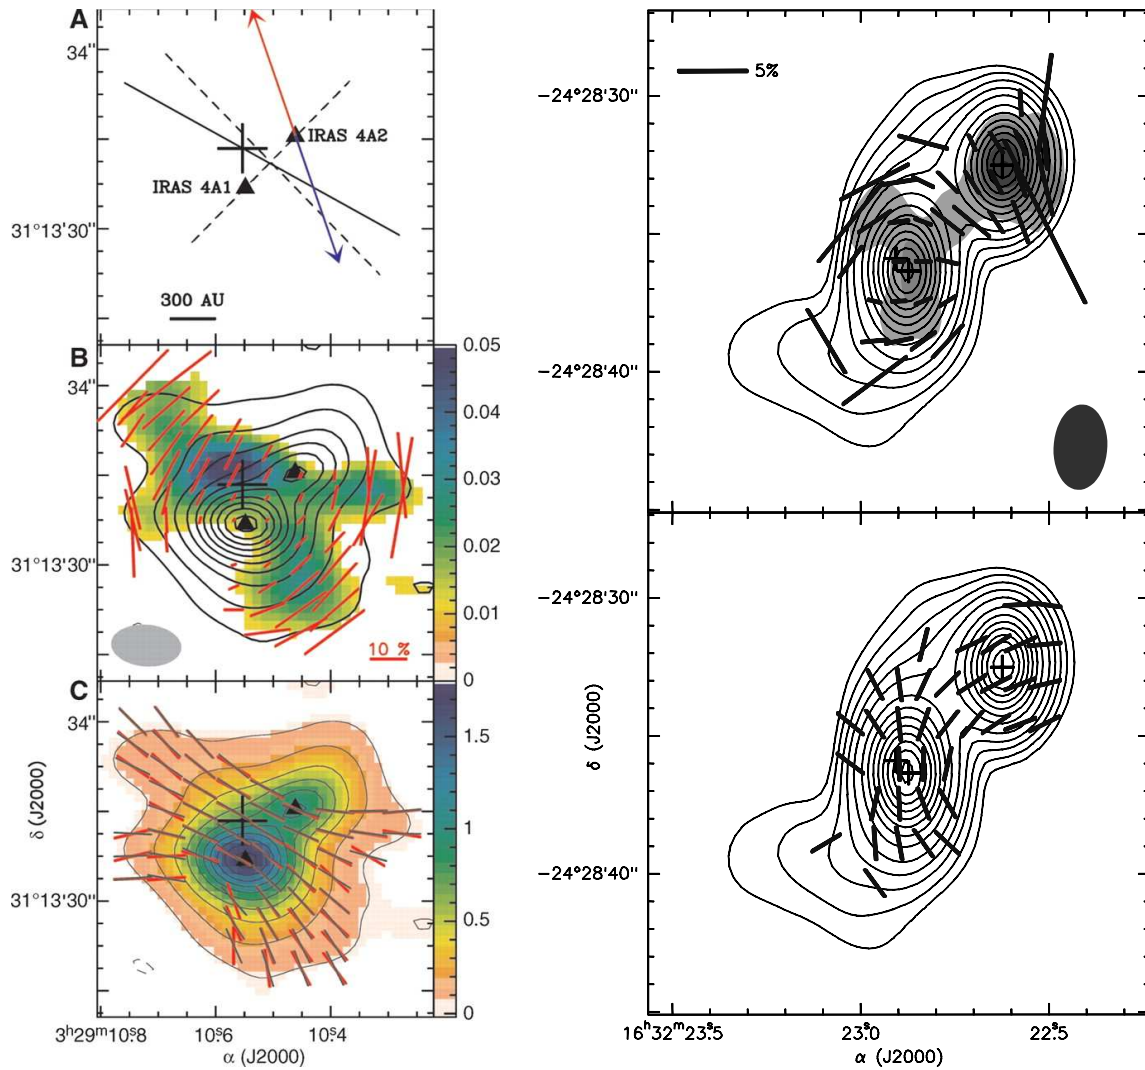 A
34"
IRAS 4A2
IRAS 4A1
31°13'30"
300 AU
B
0.05
34"
0.04
0.03
0.02
31°13'30"
0.01
10 %
0
C
34"
1.5
1
31°13'30"
0.5
0
δ (J2000)
3h29m10s.8
10s.6
10s.4
α (J2000)
5%
−24°28'30"
−24°28'40"
−24°28'30"
−24°28'40"
δ (J2000)
16h32m23s.5
23s.0
22s.5
α (J2000)